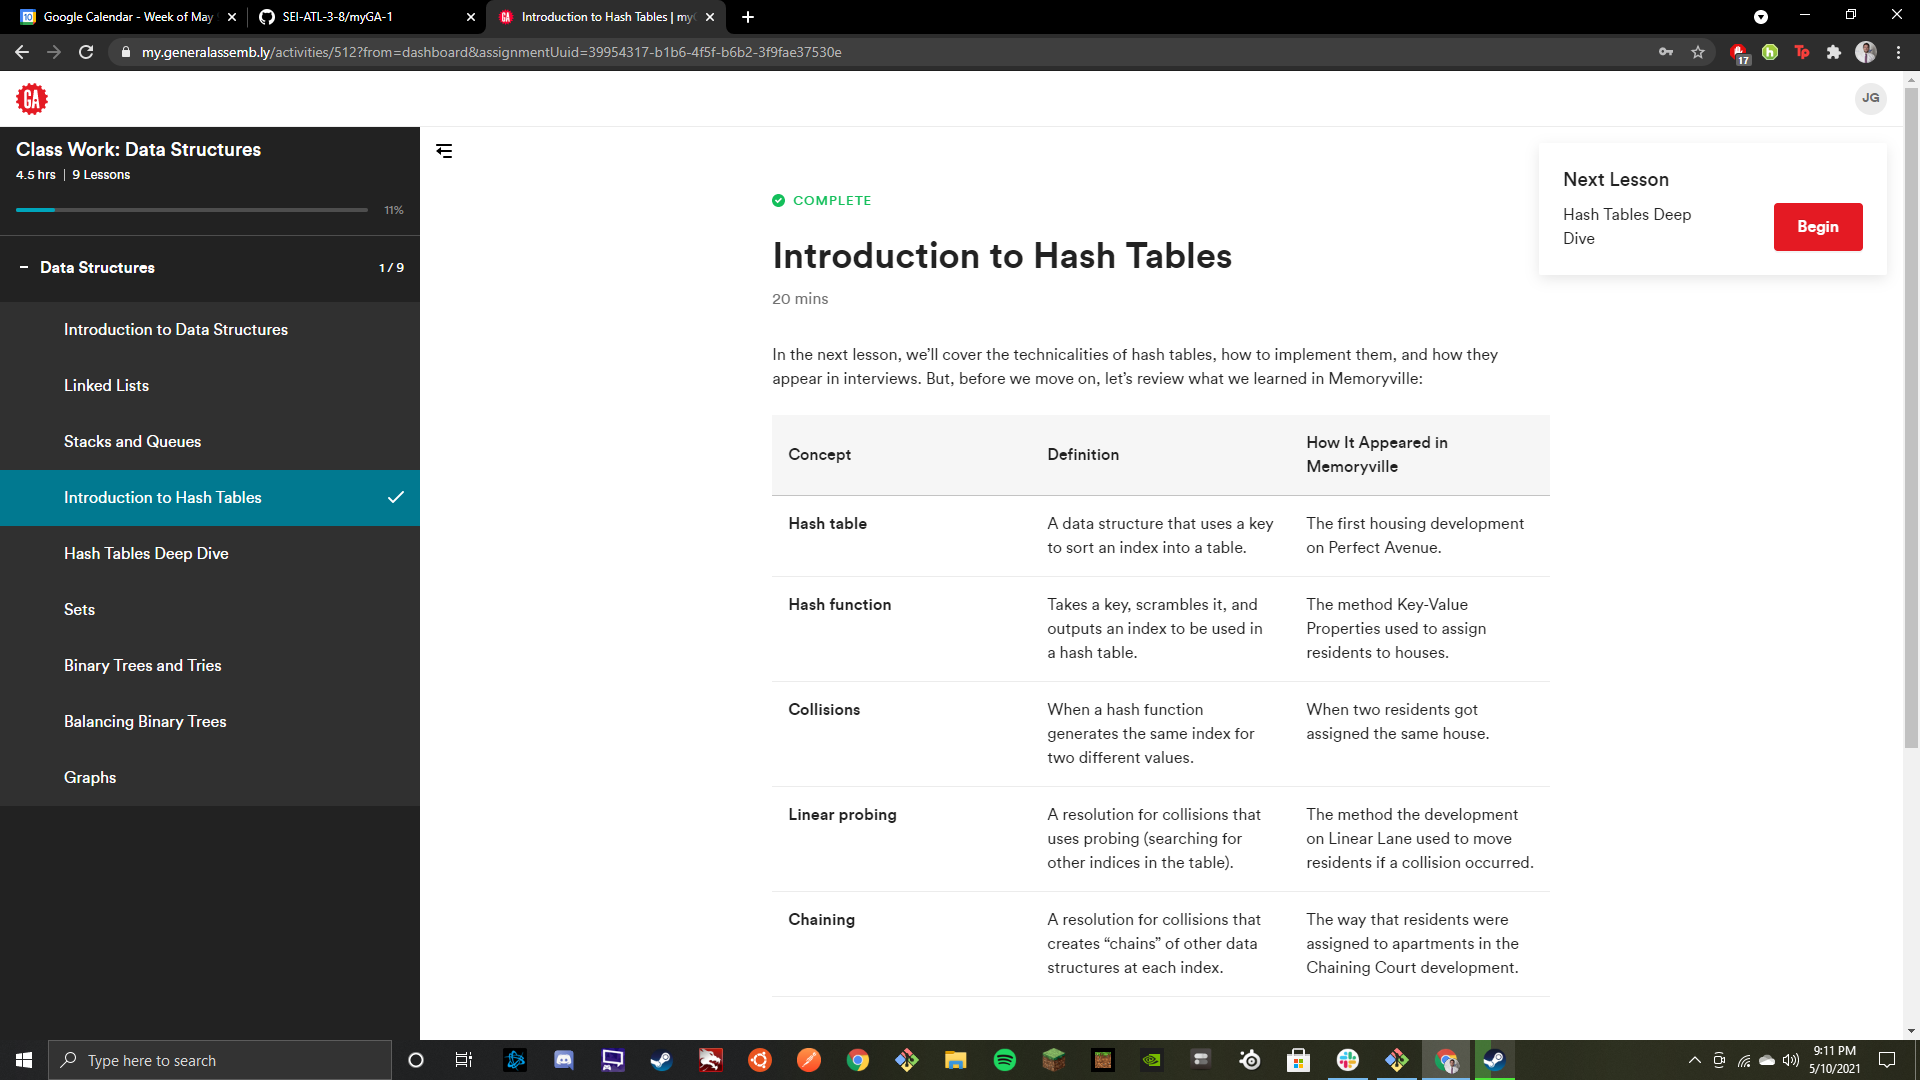 Google Calendar - Week of May
SEI-ATL-3-8/myGA-1
Introduction to Hash Tables | my
my.generalassemb.ly/activities/512?from=dashboard&assignmentUuid=39954317-b1b6-4f5f-b6b2-3f9fae37530e
17
GA
JG
Class Work: Data Structures
4.5 hrs | 9 Lessons
11%
Data Structures
1 / 9
Introduction to Data Structures
Linked Lists
Stacks and Queues
Introduction to Hash Tables
Hash Tables Deep Dive
Sets
Binary Trees and Tries
Balancing Binary Trees
Graphs
COMPLETE
Introduction to Hash Tables
20 mins
In the next lesson, we’ll cover the technicalities of hash tables, how to implement them, and how they
appear in interviews. But, before we move on, let’s review what we learned in Memoryville:
Concept
Definition
How It Appeared in
Memoryville
Hash table
A data structure that uses a key
to sort an index into a table.
The first housing development
on Perfect Avenue.
Hash function
Takes a key, scrambles it, and
outputs an index to be used in
a hash table.
The method Key-Value
Properties used to assign
residents to houses.
Collisions
When a hash function
generates the same index for
two different values.
When two residents got
assigned the same house.
Linear probing
A resolution for collisions that
uses probing (searching for
other indices in the table).
The method the development
on Linear Lane used to move
residents if a collision occurred.
Chaining
A resolution for collisions that
creates “chains” of other data
structures at each index.
The way that residents were
assigned to apartments in the
Chaining Court development.
Next Lesson
Hash Tables Deep
Dive
Begin
Type here to search
9:11 PM
5/10/2021